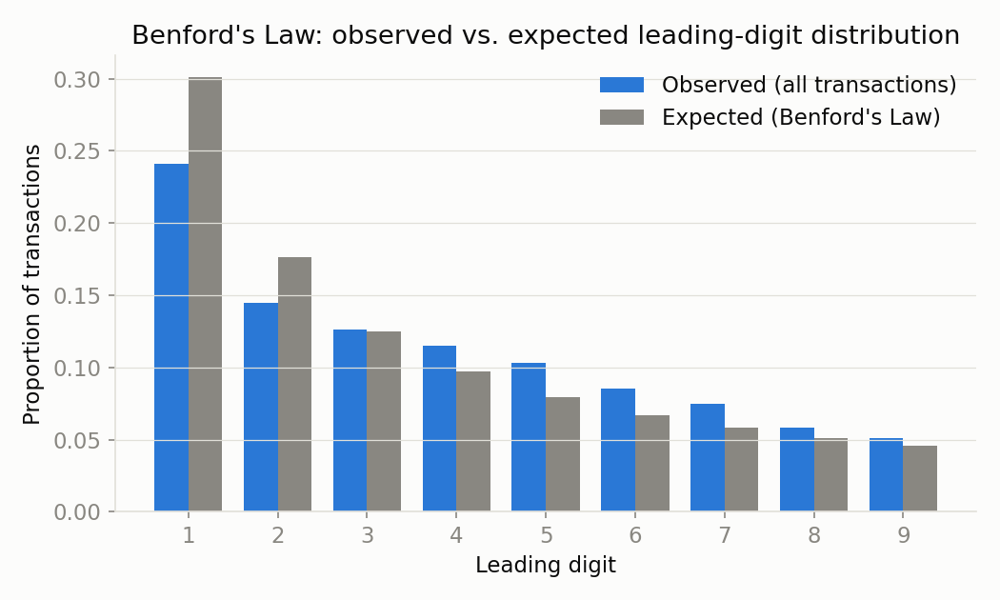 Benford's Law: observed vs. expected leading-digit distribution
Observed (all transactions)
Expected (Benford's Law)
Proportion of transactions
0.30
0.25
0.20
0.15
0.10
0.05
0.00
1 2 3 4 5 6 7 8 9
Leading digit